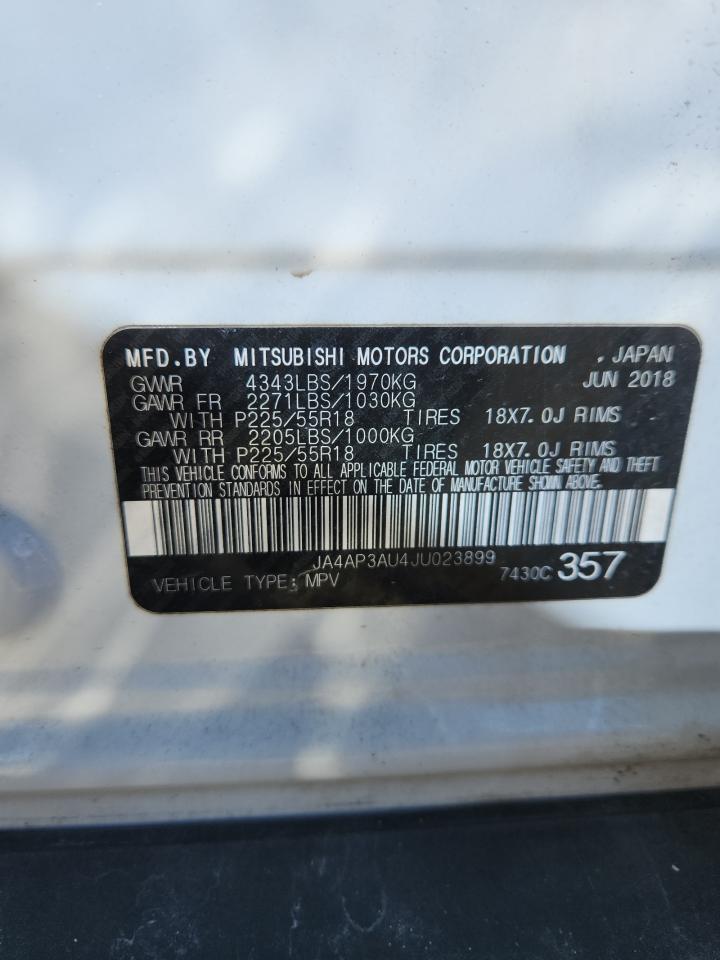 MFD.BY MITSUBISHI MOTORS CORPORATION . JAPAN
GVWR 4343LBS/1970KG JUN 2018
GAWR FR 2271LBS/1030KG
WITH P225/55R18 TIRES 18X7.0J RIMS
GAWR RR 2205LBS/1000KG
WITH P225/55R18 TIRES 18X7.0J RIMS
THIS VEHICLE CONFORMS TO ALL APPLICABLE FEDERAL MOTOR VEHICLE SAFETY AND THEFT
PREVENTION STANDARDS IN EFFECT ON THE DATE OF MANUFACTURE SHOWN ABOVE.
JA4AP3AU4JU023899
VEHICLE TYPE: MPV 7430C 357